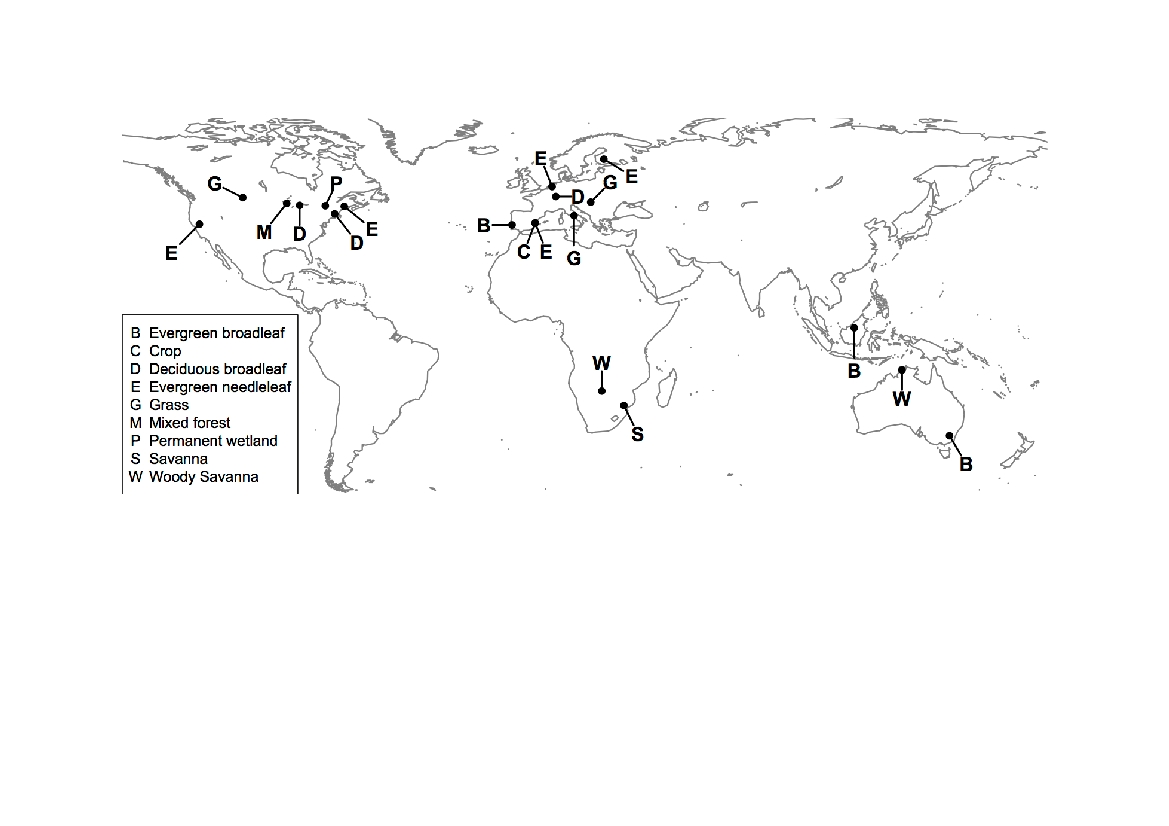 E
E
G
P
G
D
B
M
D
E
D
E
C E
G
B Evergreen broadleaf
C Crop
D Deciduous broadleaf
E Evergreen needleleaf
G Grass
M Mixed forest
P Permanent wetland
S Savanna
W Woody Savanna
W
B
W
S
B